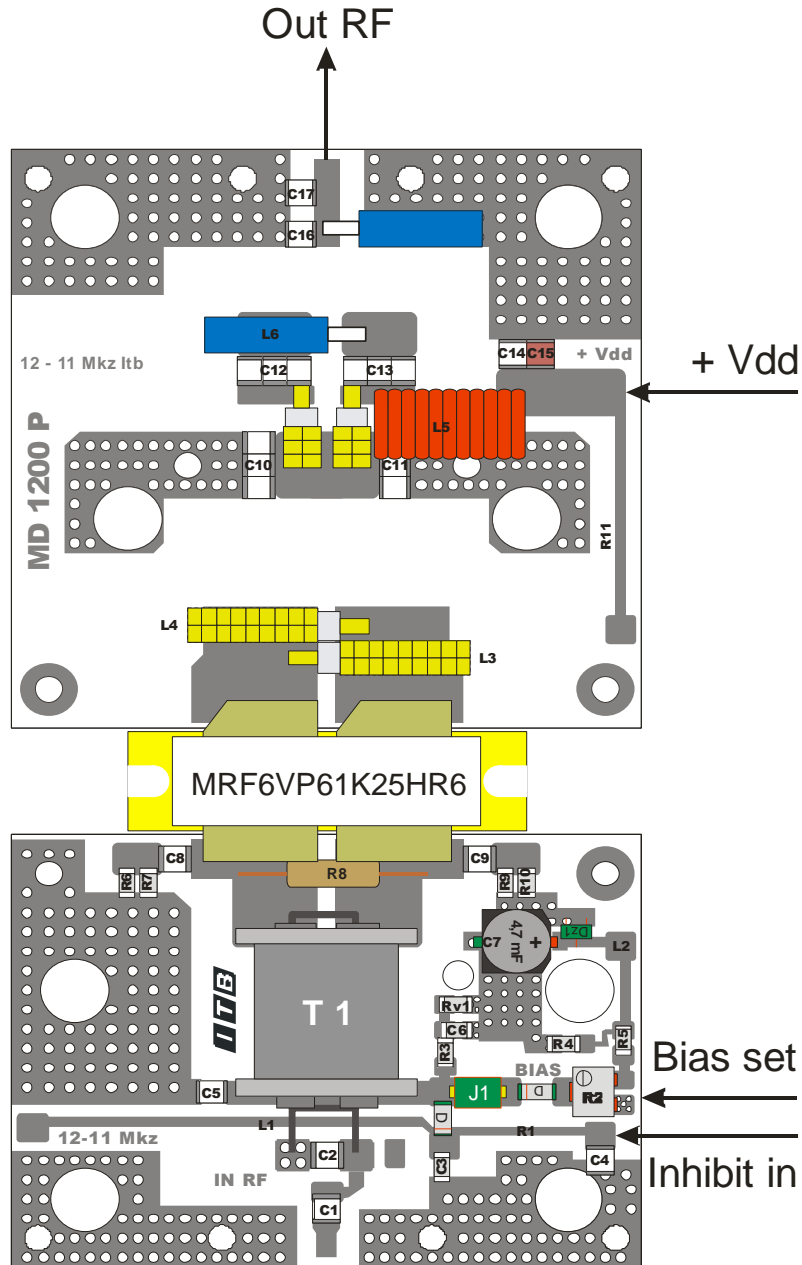 Out RF
C17
C16
L6
12 - 11 Mkz Itb
C12
C13
C14
C15
+ Vdd
+ Vdd
L5
C10
C11
MD 1200 P
R11
L4
L3
MRF6VP61K25HR6
C8
C9
R6
R7
R8
R9
R10
C7
4,7 mF
+
Dz1
L2
T 1
ITB
Rv1
C6
R3
R4
R5
BIAS
Bias set
C5
J1
D
R2
L1
D
R1
12-11 Mkz
C2
C3
C4
Inhibit in
IN RF
C1